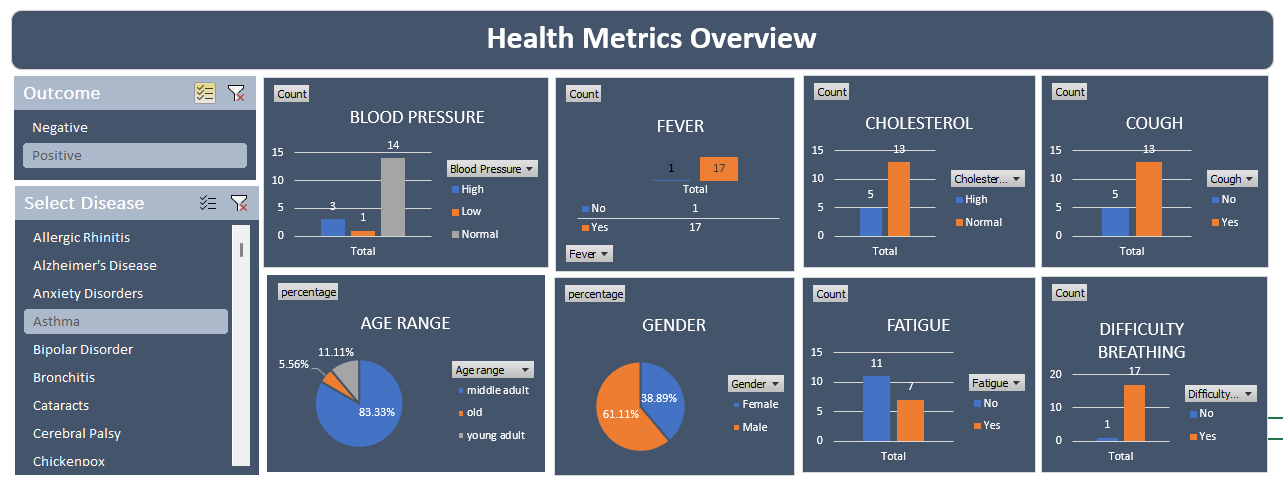 Health Metrics Overview
Outcome
Negative
Positive
Select Disease
Allergic Rhinitis
Alzheimer's Disease
Anxiety Disorders
Asthma
Bipolar Disorder
Bronchitis
Cataracts
Cerebral Palsy
Chickenpox
Count
BLOOD PRESSURE
15
10
5
0
3
1
14
Total
Blood Pressure
High
Low
Normal
Count
FEVER
1
17
Total
No 1
Yes 17
Fever
Count
CHOLESTEROL
15
10
5
0
5
13
Total
Cholester...
High
Normal
Count
COUGH
15
10
5
0
5
13
Total
Cough
No
Yes
percentage
AGE RANGE
11.11%
5.56%
83.33%
Age range
middle adult
old
young adult
percentage
GENDER
38.89%
61.11%
Gender
Female
Male
Count
FATIGUE
15
10
5
0
11
7
Total
Fatigue
No
Yes
Count
DIFFICULTY
BREATHING
20
10
0
1
17
Total
Difficulty...
No
Yes